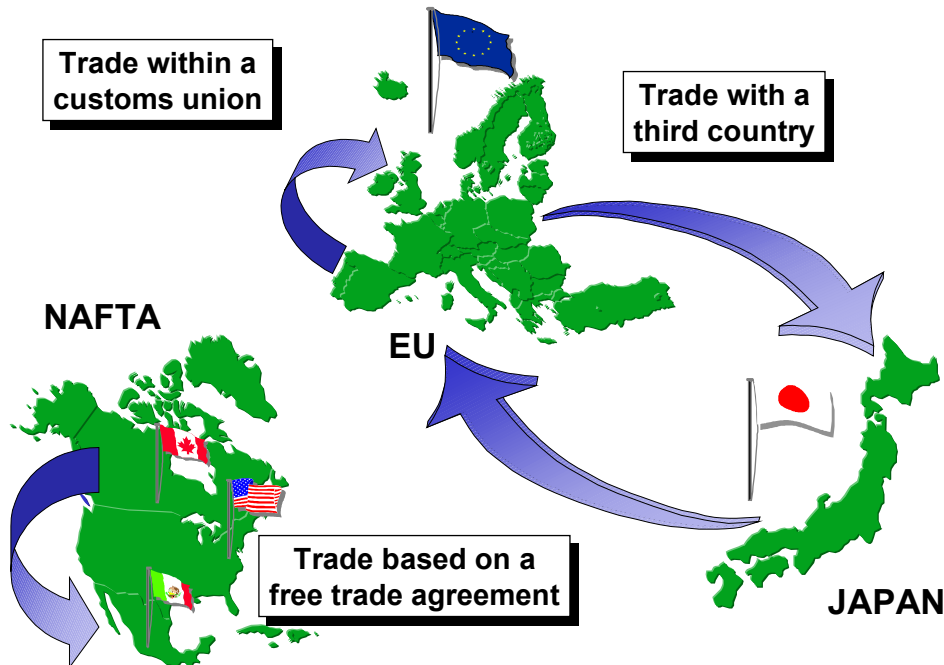 Trade within a
customs union
Trade with a
third country
NAFTA
EU
Trade based on a
free trade agreement
JAPAN